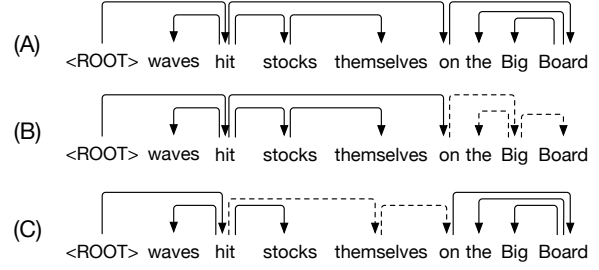 (A)
<ROOT> waves hit stocks themselves on the Big Board
(B)
<ROOT> waves hit stocks themselves on the Big Board
(C)
<ROOT> waves hit stocks themselves on the Big Board